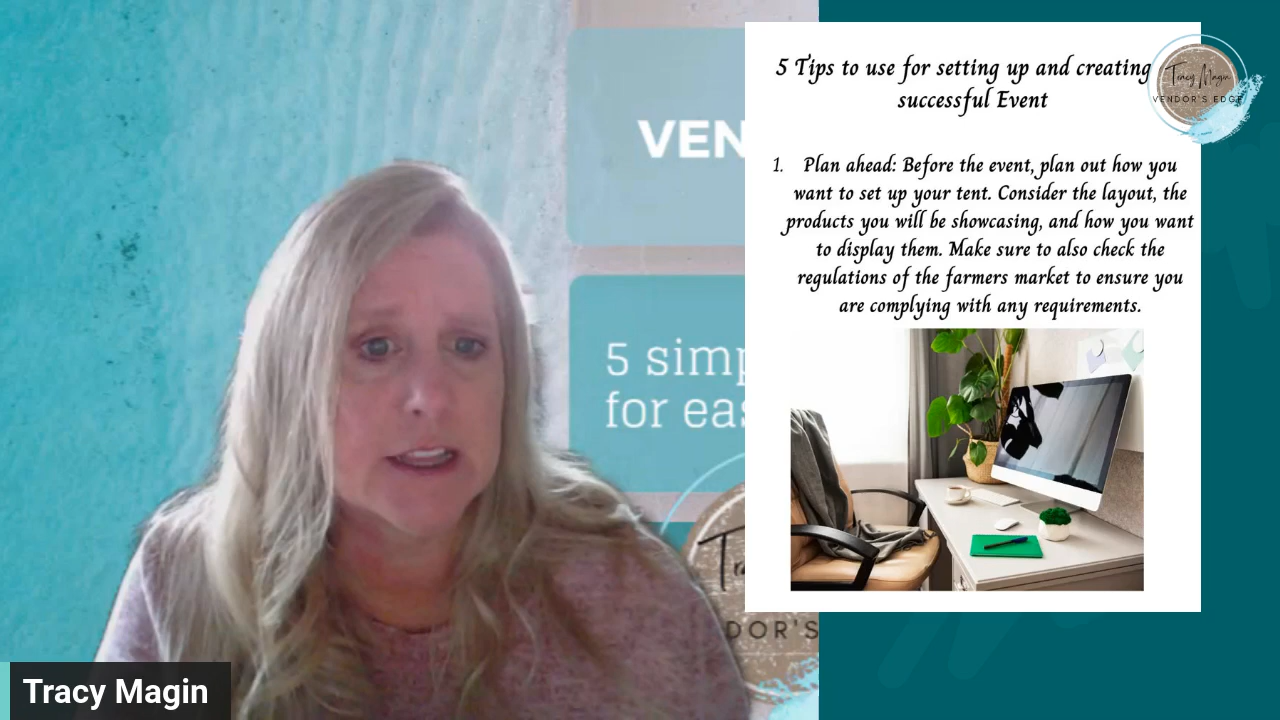 VEN
5 simp
for eas
DOR'S
Tracy Magin
5 Tips to use for setting up and creating
successful Event
Tracy Magin
VENDOR'S EDGE
1. Plan ahead: Before the event, plan out how you
want to set up your tent. Consider the layout, the
products you will be showcasing, and how you want
to display them. Make sure to also check the
regulations of the farmers market to ensure you
are complying with any requirements.